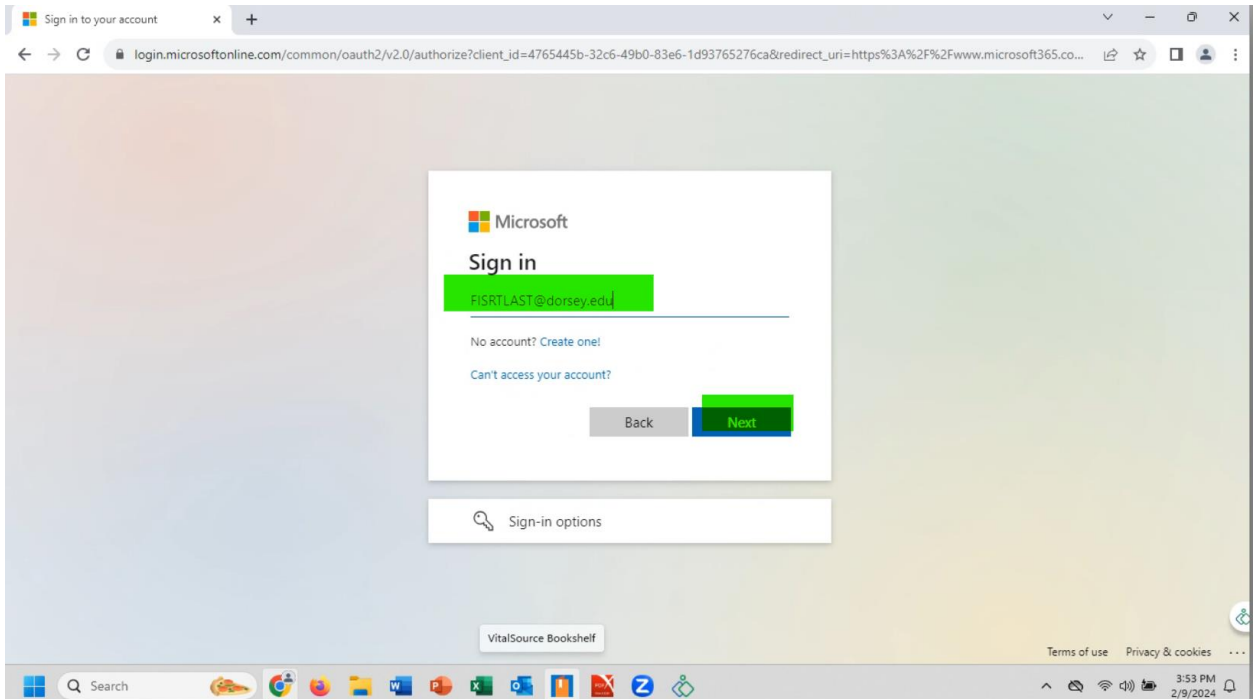 Sign in to your account
login.microsoftonline.com/common/oauth2/v2.0/authorize?client_id=4765445b-32c6-49b0-83e6-1d93765276ca&redirect_uri=https%3A%2F%2Fwww.microsoft365.co...
Microsoft
Sign in
FISRTLAST@dorsey.edu
No account? Create one!
Can't access your account?
Back Next
Sign-in options
VitalSource Bookshelf
Terms of use Privacy & cookies ...
Search
3:53 PM
2/9/2024